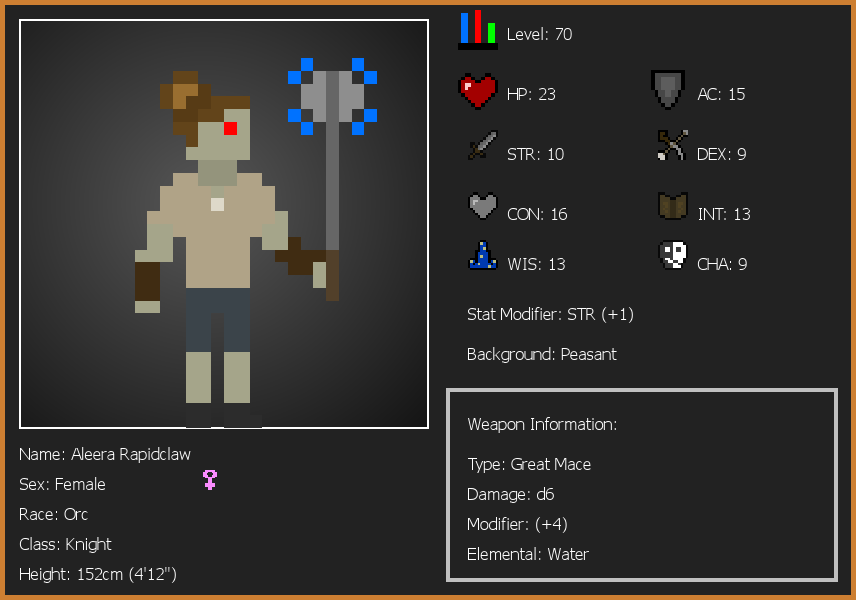 Level: 70
HP: 23
AC: 15
STR: 10
DEX: 9
CON: 16
INT: 13
WIS: 13
CHA: 9
Stat Modifier: STR (+1)
Background: Peasant
Weapon Information:
Type: Great Mace
Damage: d6
Modifier: (+4)
Elemental: Water
Name: Aleera Rapidclaw
Sex: Female
Race: Orc
Class: Knight
Height: 152cm (4'12")